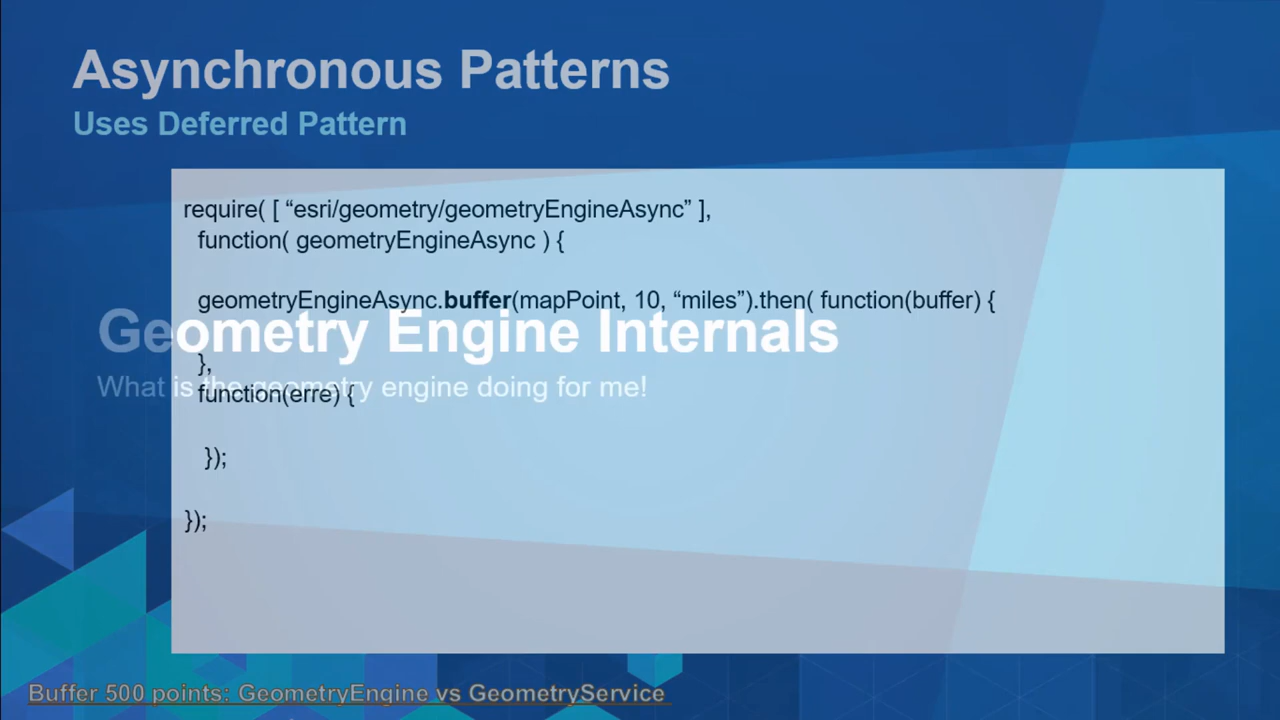 Asynchronous Patterns
Uses Deferred Pattern
require( [ “esri/geometry/geometryEngineAsync” ],
function( geometryEngineAsync ) {
geometryEngineAsync.buffer(mapPoint, 10, “miles”).then( function(buffer) {
Geometry Engine Internals
},
What is the geometry engine doing for me!
function(erre) {
});
});
Buffer 500 points: GeometryEngine vs GeometryService